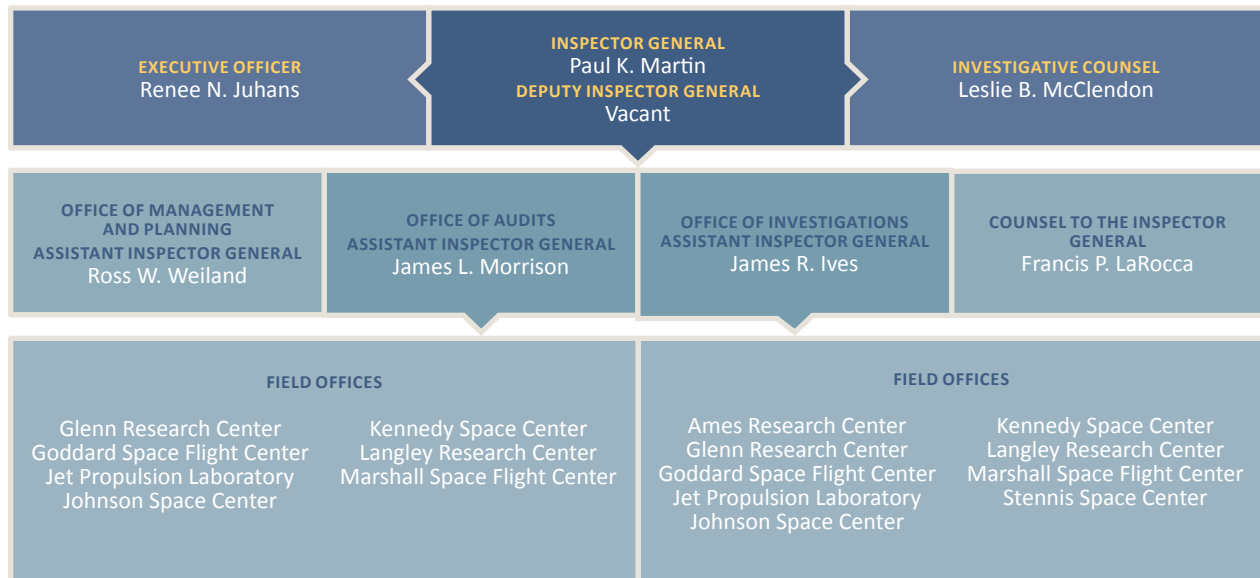 EXECUTIVE OFFICER
Renee N. Juhans
INSPECTOR GENERAL
Paul K. Martin
DEPUTY INSPECTOR GENERAL
Vacant
INVESTIGATIVE COUNSEL
Leslie B. McClendon
OFFICE OF MANAGEMENT
AND PLANNING
ASSISTANT INSPECTOR GENERAL
Ross W. Weiland
OFFICE OF AUDITS
ASSISTANT INSPECTOR GENERAL
James L. Morrison
OFFICE OF INVESTIGATIONS
ASSISTANT INSPECTOR GENERAL
James R. Ives
COUNSEL TO THE INSPECTOR
GENERAL
Francis P. LaRocca
FIELD OFFICES
Glenn Research Center
Goddard Space Flight Center
Jet Propulsion Laboratory
Johnson Space Center
Kennedy Space Center
Langley Research Center
Marshall Space Flight Center
FIELD OFFICES
Ames Research Center
Glenn Research Center
Goddard Space Flight Center
Jet Propulsion Laboratory
Johnson Space Center
Kennedy Space Center
Langley Research Center
Marshall Space Flight Center
Stennis Space Center